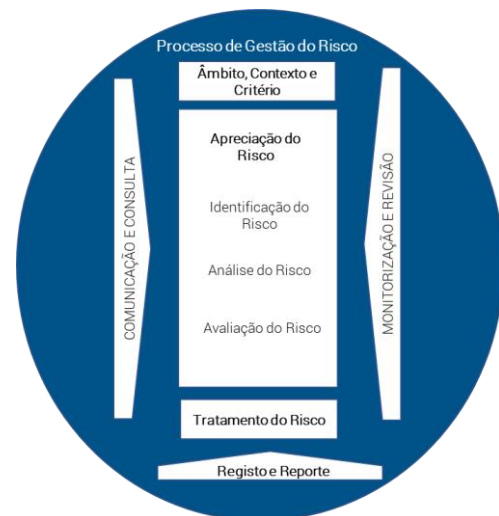 Processo de Gestão do Risco
Âmbito, Contexto e
Critério
COMUNICAÇÃO E CONSULTA
Apreciação do
Risco
Identificação do
Risco
Análise do Risco
Avaliação do Risco
MONITORIZAÇÃO E REVISÃO
Tratamento do Risco
Registo e Reporte